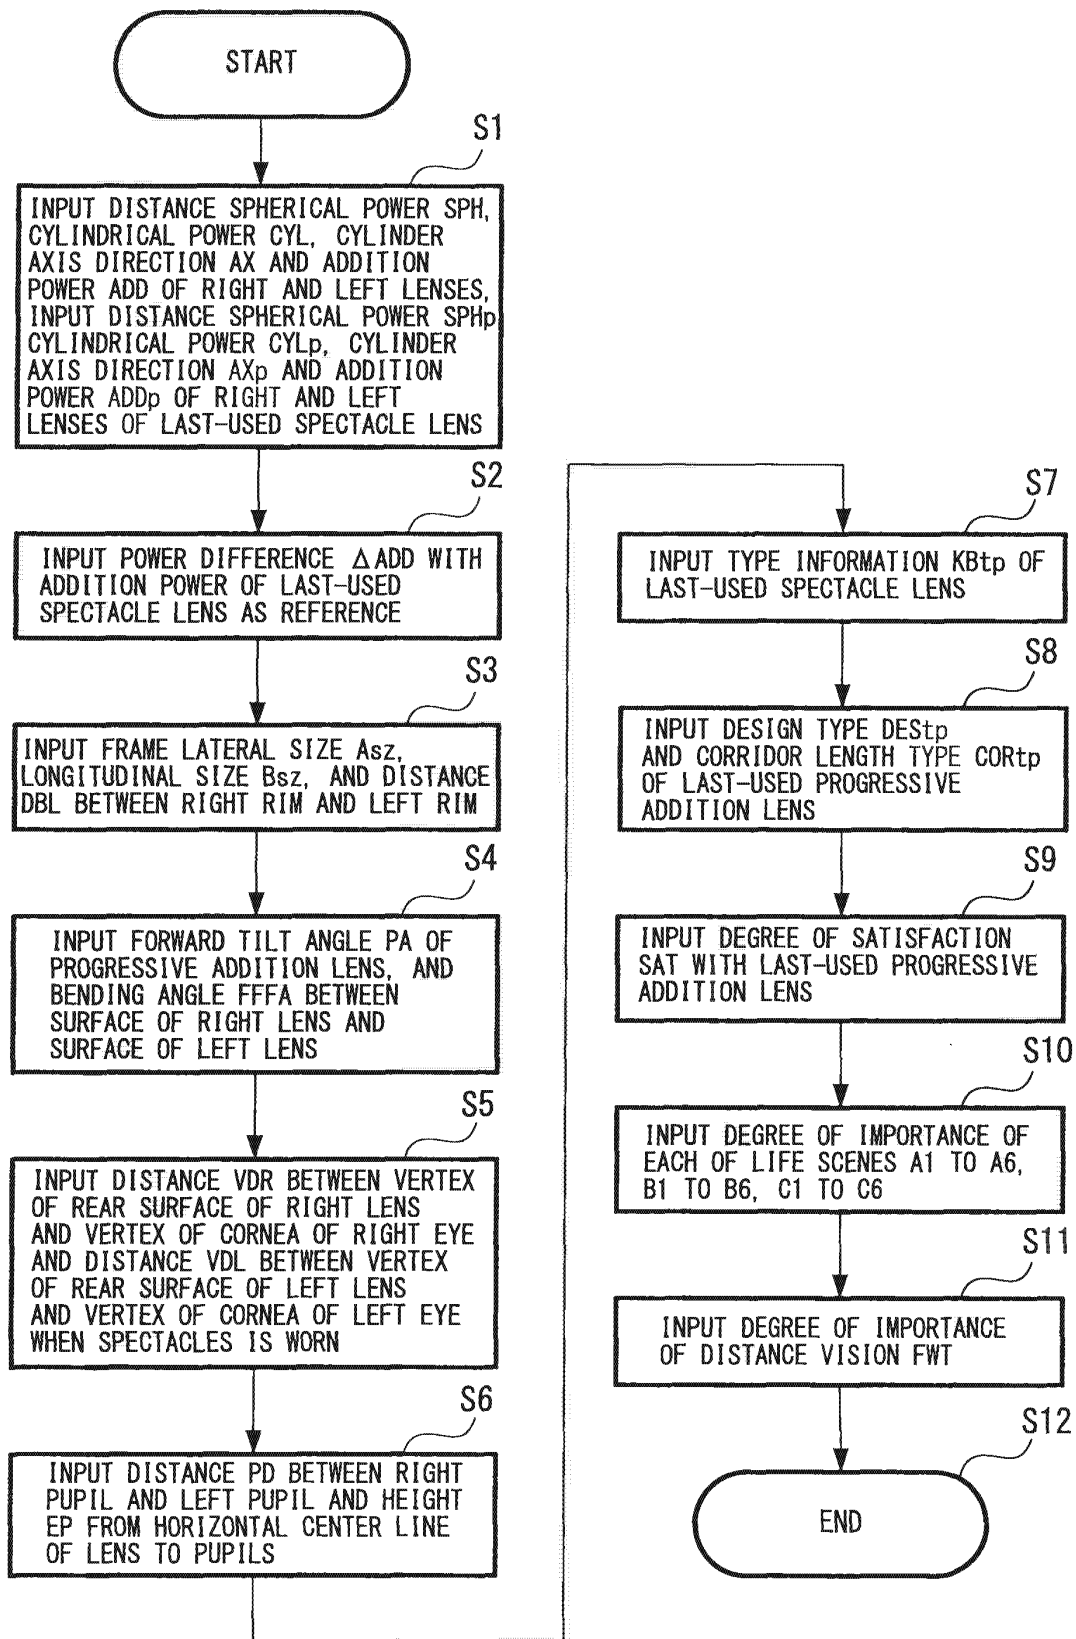 START
S1
INPUT DISTANCE SPHERICAL POWER SPH,
CYLINDRICAL POWER CYL, CYLINDER
AXIS DIRECTION AX AND ADDITION
POWER ADD OF RIGHT AND LEFT LENSES,
INPUT DISTANCE SPHERICAL POWER SPHp
CYLINDRICAL POWER CYLp, CYLINDER
AXIS DIRECTION AXp AND ADDITION
POWER ADDp OF RIGHT AND LEFT
LENSES OF LAST-USED SPECTACLE LENS
S2
INPUT POWER DIFFERENCE ΔADD WITH
ADDITION POWER OF LAST-USED
SPECTACLE LENS AS REFERENCE
S3
INPUT FRAME LATERAL SIZE Asz,
LONGITUDINAL SIZE Bsz, AND DISTANCE
DBL BETWEEN RIGHT RIM AND LEFT RIM
S4
INPUT FORWARD TILT ANGLE PA OF
PROGRESSIVE ADDITION LENS, AND
BENDING ANGLE FFFA BETWEEN
SURFACE OF RIGHT LENS AND
SURFACE OF LEFT LENS
S5
INPUT DISTANCE VDR BETWEEN VERTEX
OF REAR SURFACE OF RIGHT LENS
AND VERTEX OF CORNEA OF RIGHT EYE
AND DISTANCE VDL BETWEEN VERTEX
OF REAR SURFACE OF LEFT LENS
AND VERTEX OF CORNEA OF LEFT EYE
WHEN SPECTACLES IS WORN
S6
INPUT DISTANCE PD BETWEEN RIGHT
PUPIL AND LEFT PUPIL AND HEIGHT
EP FROM HORIZONTAL CENTER LINE
OF LENS TO PUPILS
S7
INPUT TYPE INFORMATION KBtp OF
LAST-USED SPECTACLE LENS
S8
INPUT DESIGN TYPE DEStp
AND CORRIDOR LENGTH TYPE CORtp
OF LAST-USED PROGRESSIVE
ADDITION LENS
S9
INPUT DEGREE OF SATISFACTION
SAT WITH LAST-USED PROGRESSIVE
ADDITION LENS
S10
INPUT DEGREE OF IMPORTANCE OF
EACH OF LIFE SCENES A1 TO A6,
B1 TO B6, C1 TO C6
S11
INPUT DEGREE OF IMPORTANCE
OF DISTANCE VISION FWT
S12
END